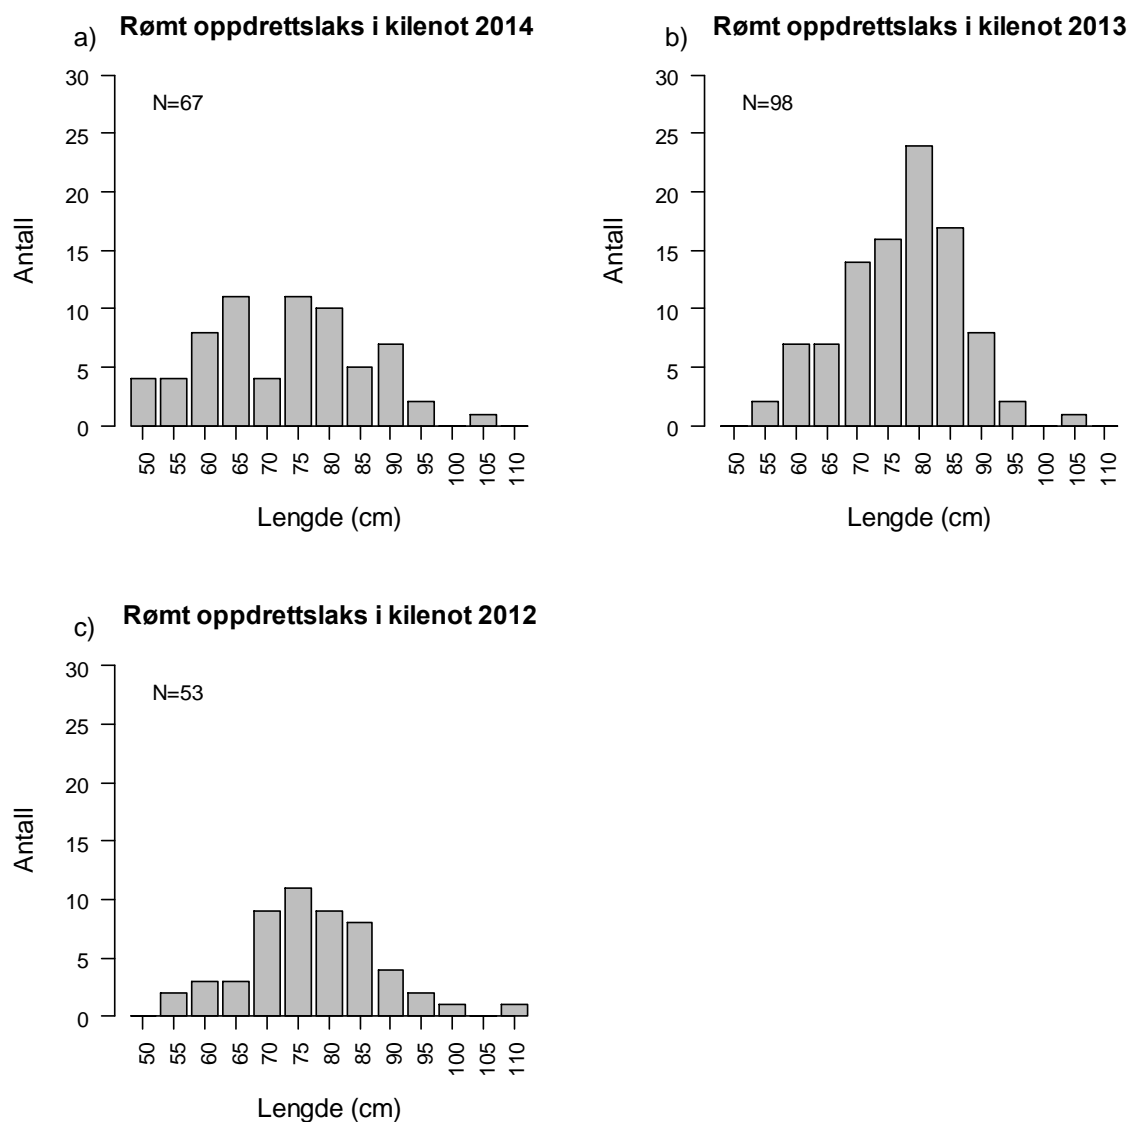 a) Rømt oppdrettslaks i kilenot 2014
N=67
30
25
20
15
10
5
0
Antall
50 55 60 65 70 75 80 85 90 95 100 105 110
Lengde (cm)
b) Rømt oppdrettslaks i kilenot 2013
N=98
30
25
20
15
10
5
0
Antall
50 55 60 65 70 75 80 85 90 95 100 105 110
Lengde (cm)
c) Rømt oppdrettslaks i kilenot 2012
N=53
30
25
20
15
10
5
0
Antall
50 55 60 65 70 75 80 85 90 95 100 105 110
Lengde (cm)